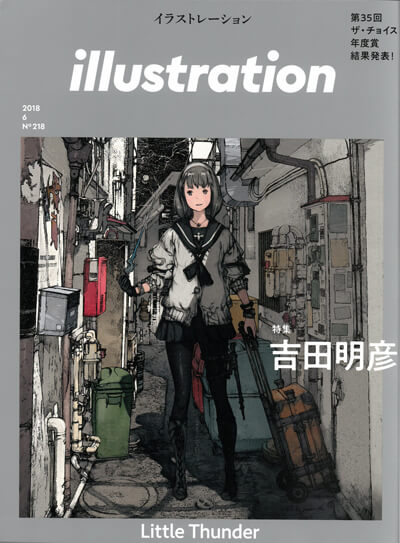 イラストレーション
第35回
ザ・チョイス
年度賞
結果発表!
illustration
2018
6
Nº218
特集
吉田明彦
Little Thunder